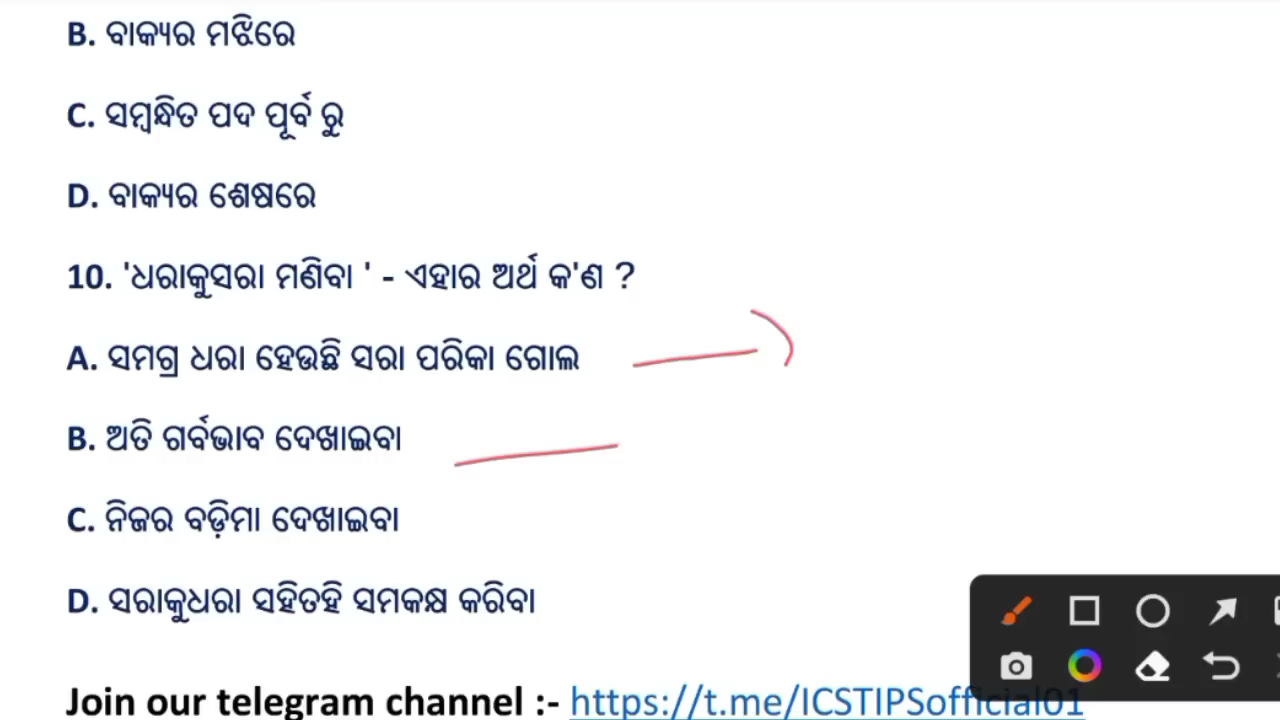 B. ବାକ୍ୟର ମଝିରେ
C. ସମ୍ବନ୍ଧିତ ପଦ ପୂର୍ବ ରୁ
D. ବାକ୍ୟର ଶେଷରେ
10. 'ଧରାକୁସରା ମଣିବା ' - ଏହାର ଅର୍ଥ କ'ଣ ?
A. ସମଗ୍ର ଧରା ହେଉଛି ସରା ପରିକା ଗୋଲ
B. ଅତି ଗର୍ବଭାବ ଦେଖାଇବା
C. ନିଜର ବଡ଼ିମା ଦେଖାଇବା
D. ସରାକୁଧରା ସହିତହି ସମକକ୍ଷ କରିବା
Join our telegram channel :- https://t.me/ICSTIPSofficial01